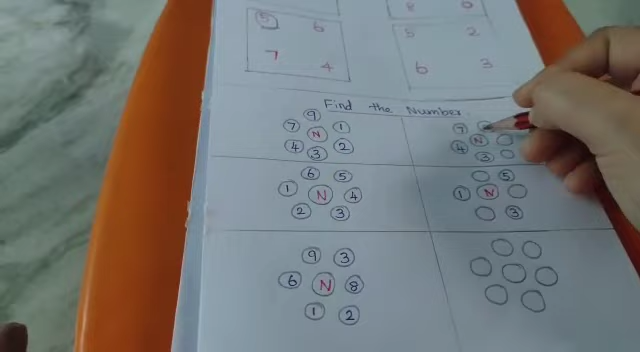 8 0
5 6
5 2
7 4
6 3
Find the Number.
9
7 N 1
4 3 2
7
4 N
3
6 5
1 N 4
2 3
5
1 N
3
9 3
6 N 8
1 2